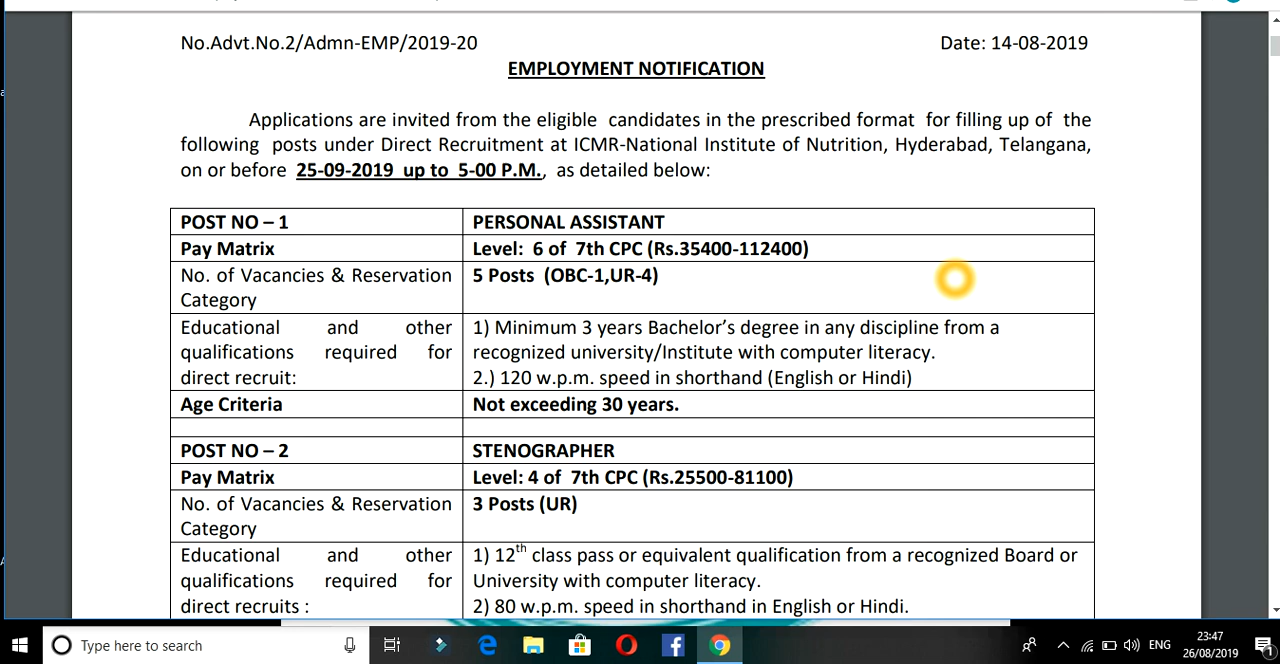 No.Advt.No.2/Admn-EMP/2019-20 Date: 14-08-2019
EMPLOYMENT NOTIFICATION
Applications are invited from the eligible candidates in the prescribed format for filling up of the
following posts under Direct Recruitment at ICMR-National Institute of Nutrition, Hyderabad, Telangana,
on or before 25-09-2019 up to 5-00 P.M., as detailed below:
POST NO – 1 PERSONAL ASSISTANT
Pay Matrix Level: 6 of 7th CPC (Rs.35400-112400)
No. of Vacancies & Reservation 5 Posts (OBC-1,UR-4)
Category
Educational and other 1) Minimum 3 years Bachelor's degree in any discipline from a
qualifications required for recognized university/Institute with computer literacy.
direct recruit: 2.) 120 w.p.m. speed in shorthand (English or Hindi)
Age Criteria Not exceeding 30 years.
POST NO – 2 STENOGRAPHER
Pay Matrix Level: 4 of 7th CPC (Rs.25500-81100)
No. of Vacancies & Reservation 3 Posts (UR)
Category
Educational and other 1) 12th class pass or equivalent qualification from a recognized Board or
qualifications required for University with computer literacy.
direct recruits : 2) 80 w.p.m. speed in shorthand in English or Hindi.
Type here to search ENG 23:47
26/08/2019
1